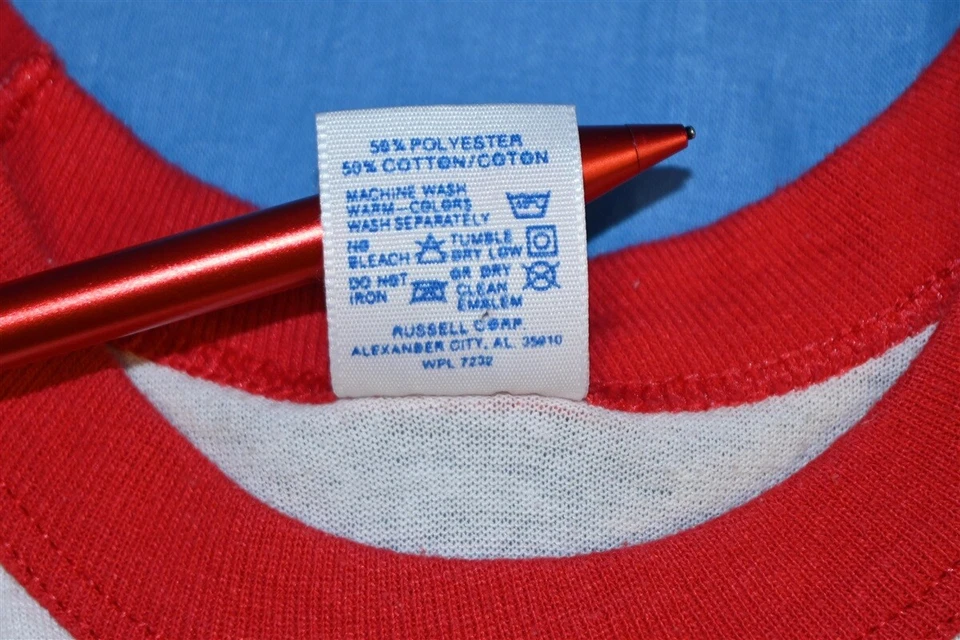 50% POLYESTER
50% COTTON/COTON
MACHINE WASH
WARM-COLORS
WASH SEPARATELY
NO
BLEACH
TUMBLE
DRY LOW
DO NOT
IRON
OR DRY
CLEAN
EMBLEM
RUSSELL CORP
ALEXANDER CITY, AL 35010
WPL 7232